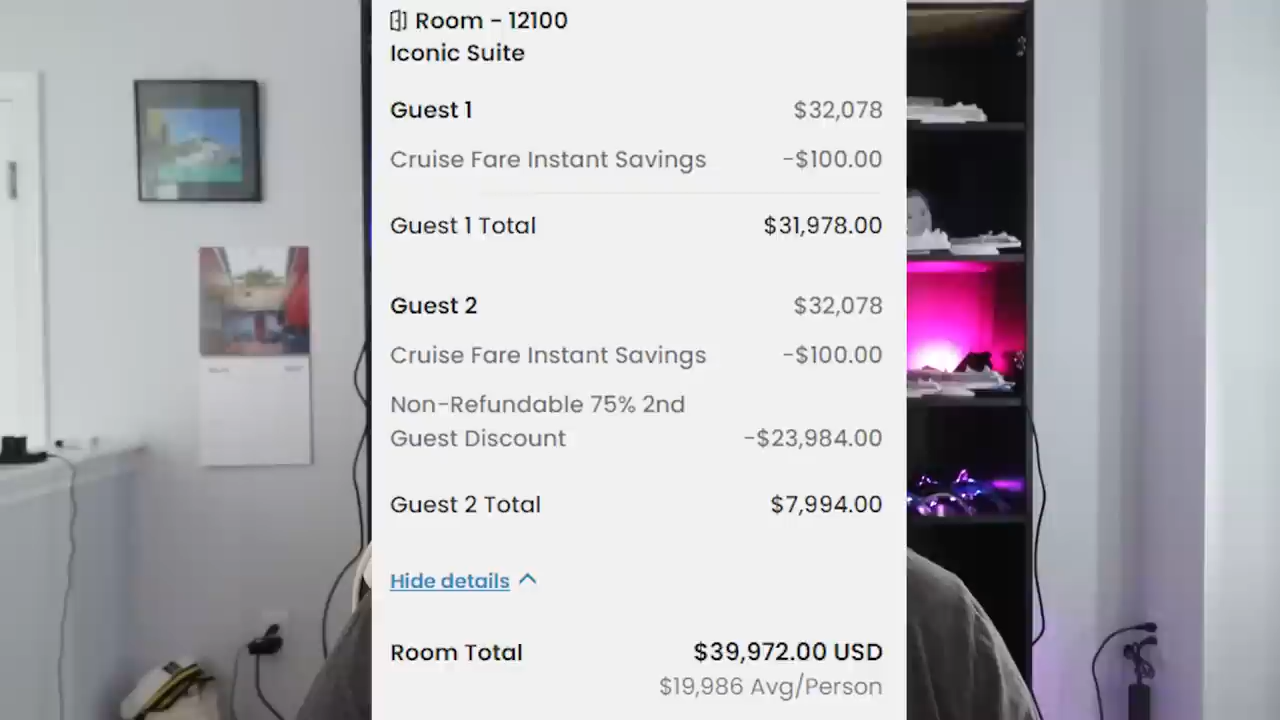 Room - 12100
Iconic Suite
Guest 1 $32,078
Cruise Fare Instant Savings -$100.00
Guest 1 Total $31,978.00
Guest 2 $32,078
Cruise Fare Instant Savings -$100.00
Non-Refundable 75% 2nd
Guest Discount -$23,984.00
Guest 2 Total $7,994.00
Hide details
Room Total $39,972.00 USD
$19,986 Avg/Person